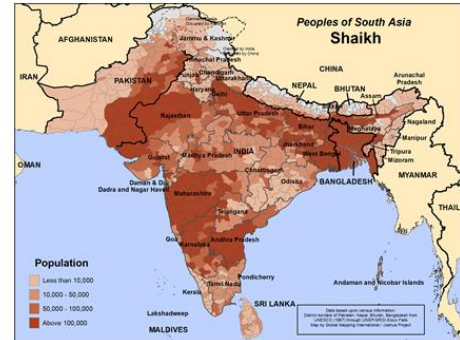 Peoples of South Asia
Shaikh
AFGHANISTAN
Jammu & Kashmir
CHINA
Himachal Pradesh
Chandigarh
Uttarakhand
PAKISTAN
Haryana
Delhi
IRAN
NEPAL
BHUTAN
Arunachal
Pradesh
Assam
Rajasthan
Uttar Pradesh
Bihar
Meghalaya
Nagaland
Manipur
Tripura
Mizoram
Jharkhand
West Bengal
OMAN
Gujarat
Madhya Pradesh
INDIA
Chhattisgarh
Odisha
BANGLADESH
MYANMAR
Daman & Diu
Dadra and Nagar Haveli
Maharashtra
Telangana
THAIL
Goa
Karnataka
Andhra Pradesh
Population
Less than 10,000
10,000 - 50,000
50,000 - 100,000
Above 100,000
Pondicherry
Tamil Nadu
Kerala
Andaman and Nicobar Islands
Lakshadweep
SRI LANKA
MALDIVES